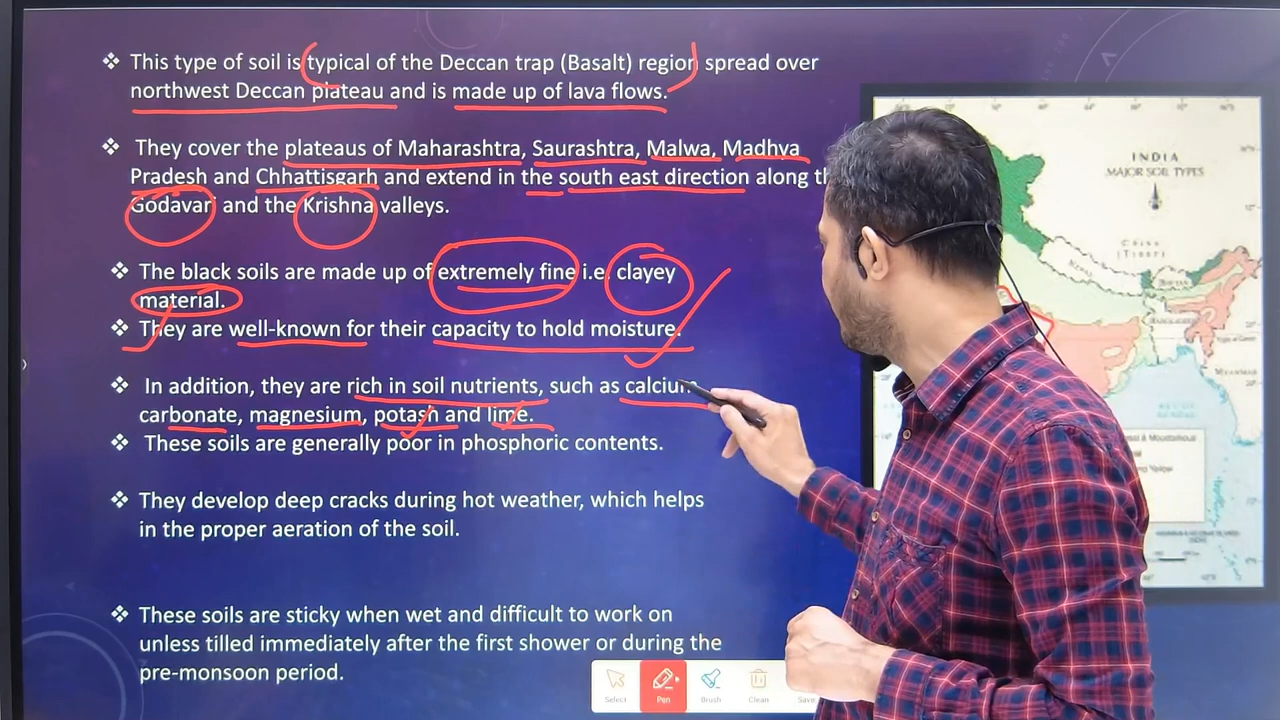 ❖ This type of soil is typical of the Deccan trap (Basalt) region spread over
northwest Deccan plateau and is made up of lava flows.
❖ They cover the plateaus of Maharashtra, Saurashtra, Malwa, Madhya
Pradesh and Chhattisgarh and extend in the south east direction along
Godavari and the Krishna valleys.
❖ The black soils are made up of extremely fine i.e. clayey
material.
❖ They are well-known for their capacity to hold moisture.
❖ In addition, they are rich in soil nutrients, such as calcium
carbonate, magnesium, potash and lime.
❖ These soils are generally poor in phosphoric contents.
❖ They develop deep cracks during hot weather, which helps
in the proper aeration of the soil.
❖ These soils are sticky when wet and difficult to work on
unless tilled immediately after the first shower or during the
pre-monsoon period.
INDIA
MAJOR SOIL TYPES
Select Pen Brush Clean Save